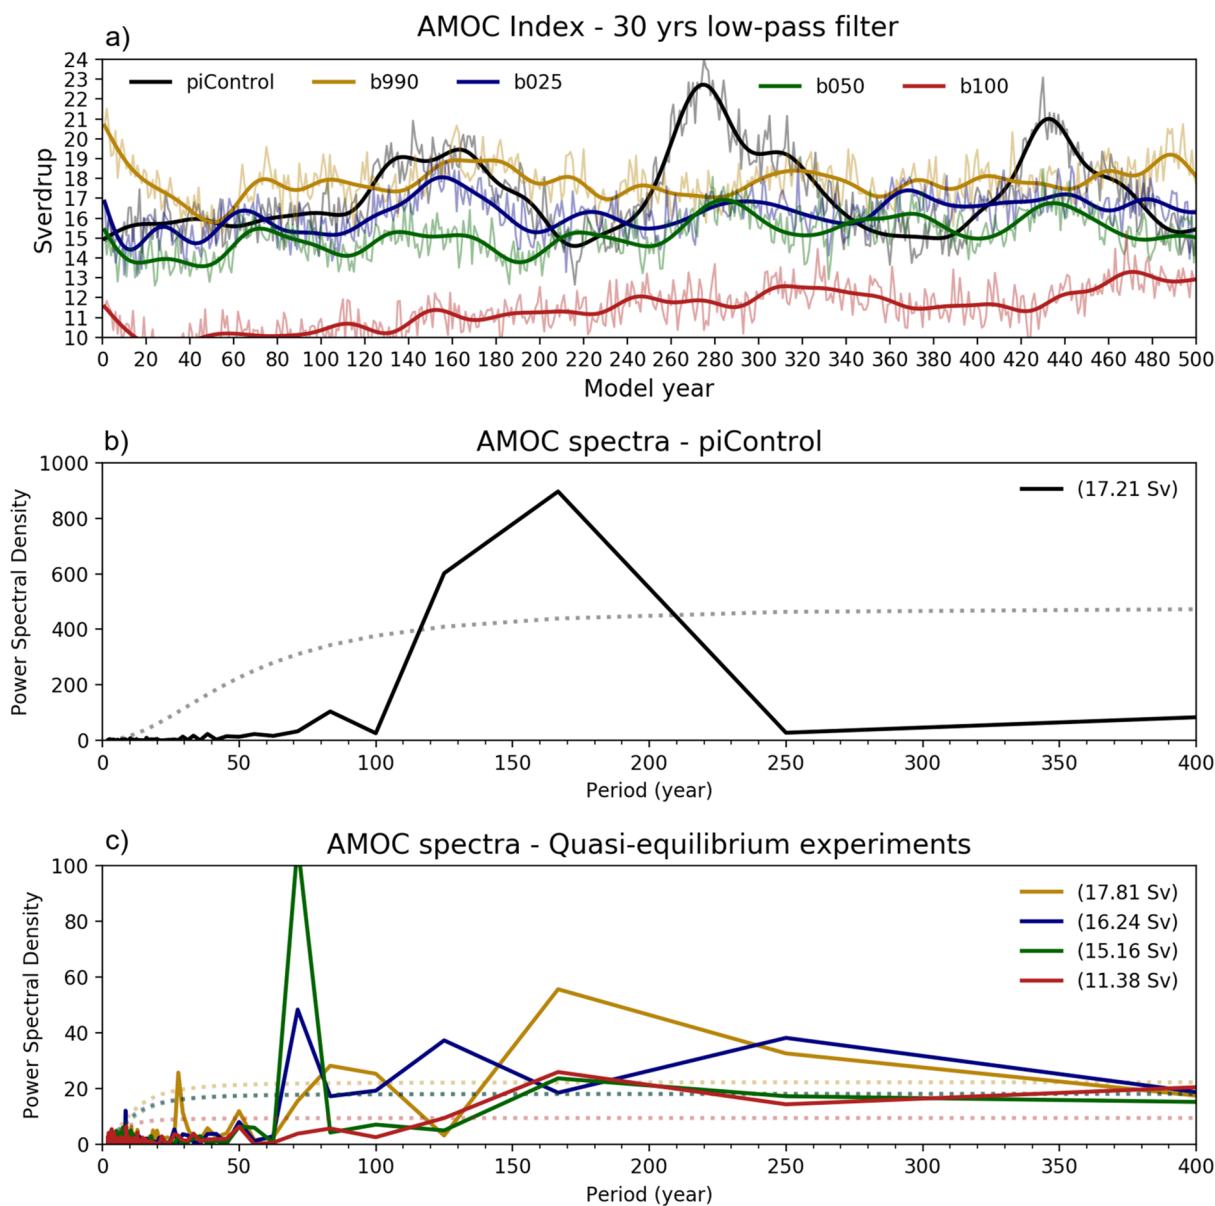 a)
AMOC Index - 30 yrs low-pass filter
24
23
22
21
20
19
18
17
16
15
14
13
12
11
10
Sverdrup
piControl b990 b025 b050 b100
0 20 40 60 80 100 120 140 160 180 200 220 240 260 280 300 320 340 360 380 400 420 440 460 480 500
Model year
b)
AMOC spectra - piControl
1000
800
600
400
200
0
Power Spectral Density
(17.21 Sv)
0 50 100 150 200 250 300 350 400
Period (year)
c)
AMOC spectra - Quasi-equilibrium experiments
100
80
60
40
20
0
Power Spectral Density
(17.81 Sv)
(16.24 Sv)
(15.16 Sv)
(11.38 Sv)
0 50 100 150 200 250 300 350 400
Period (year)